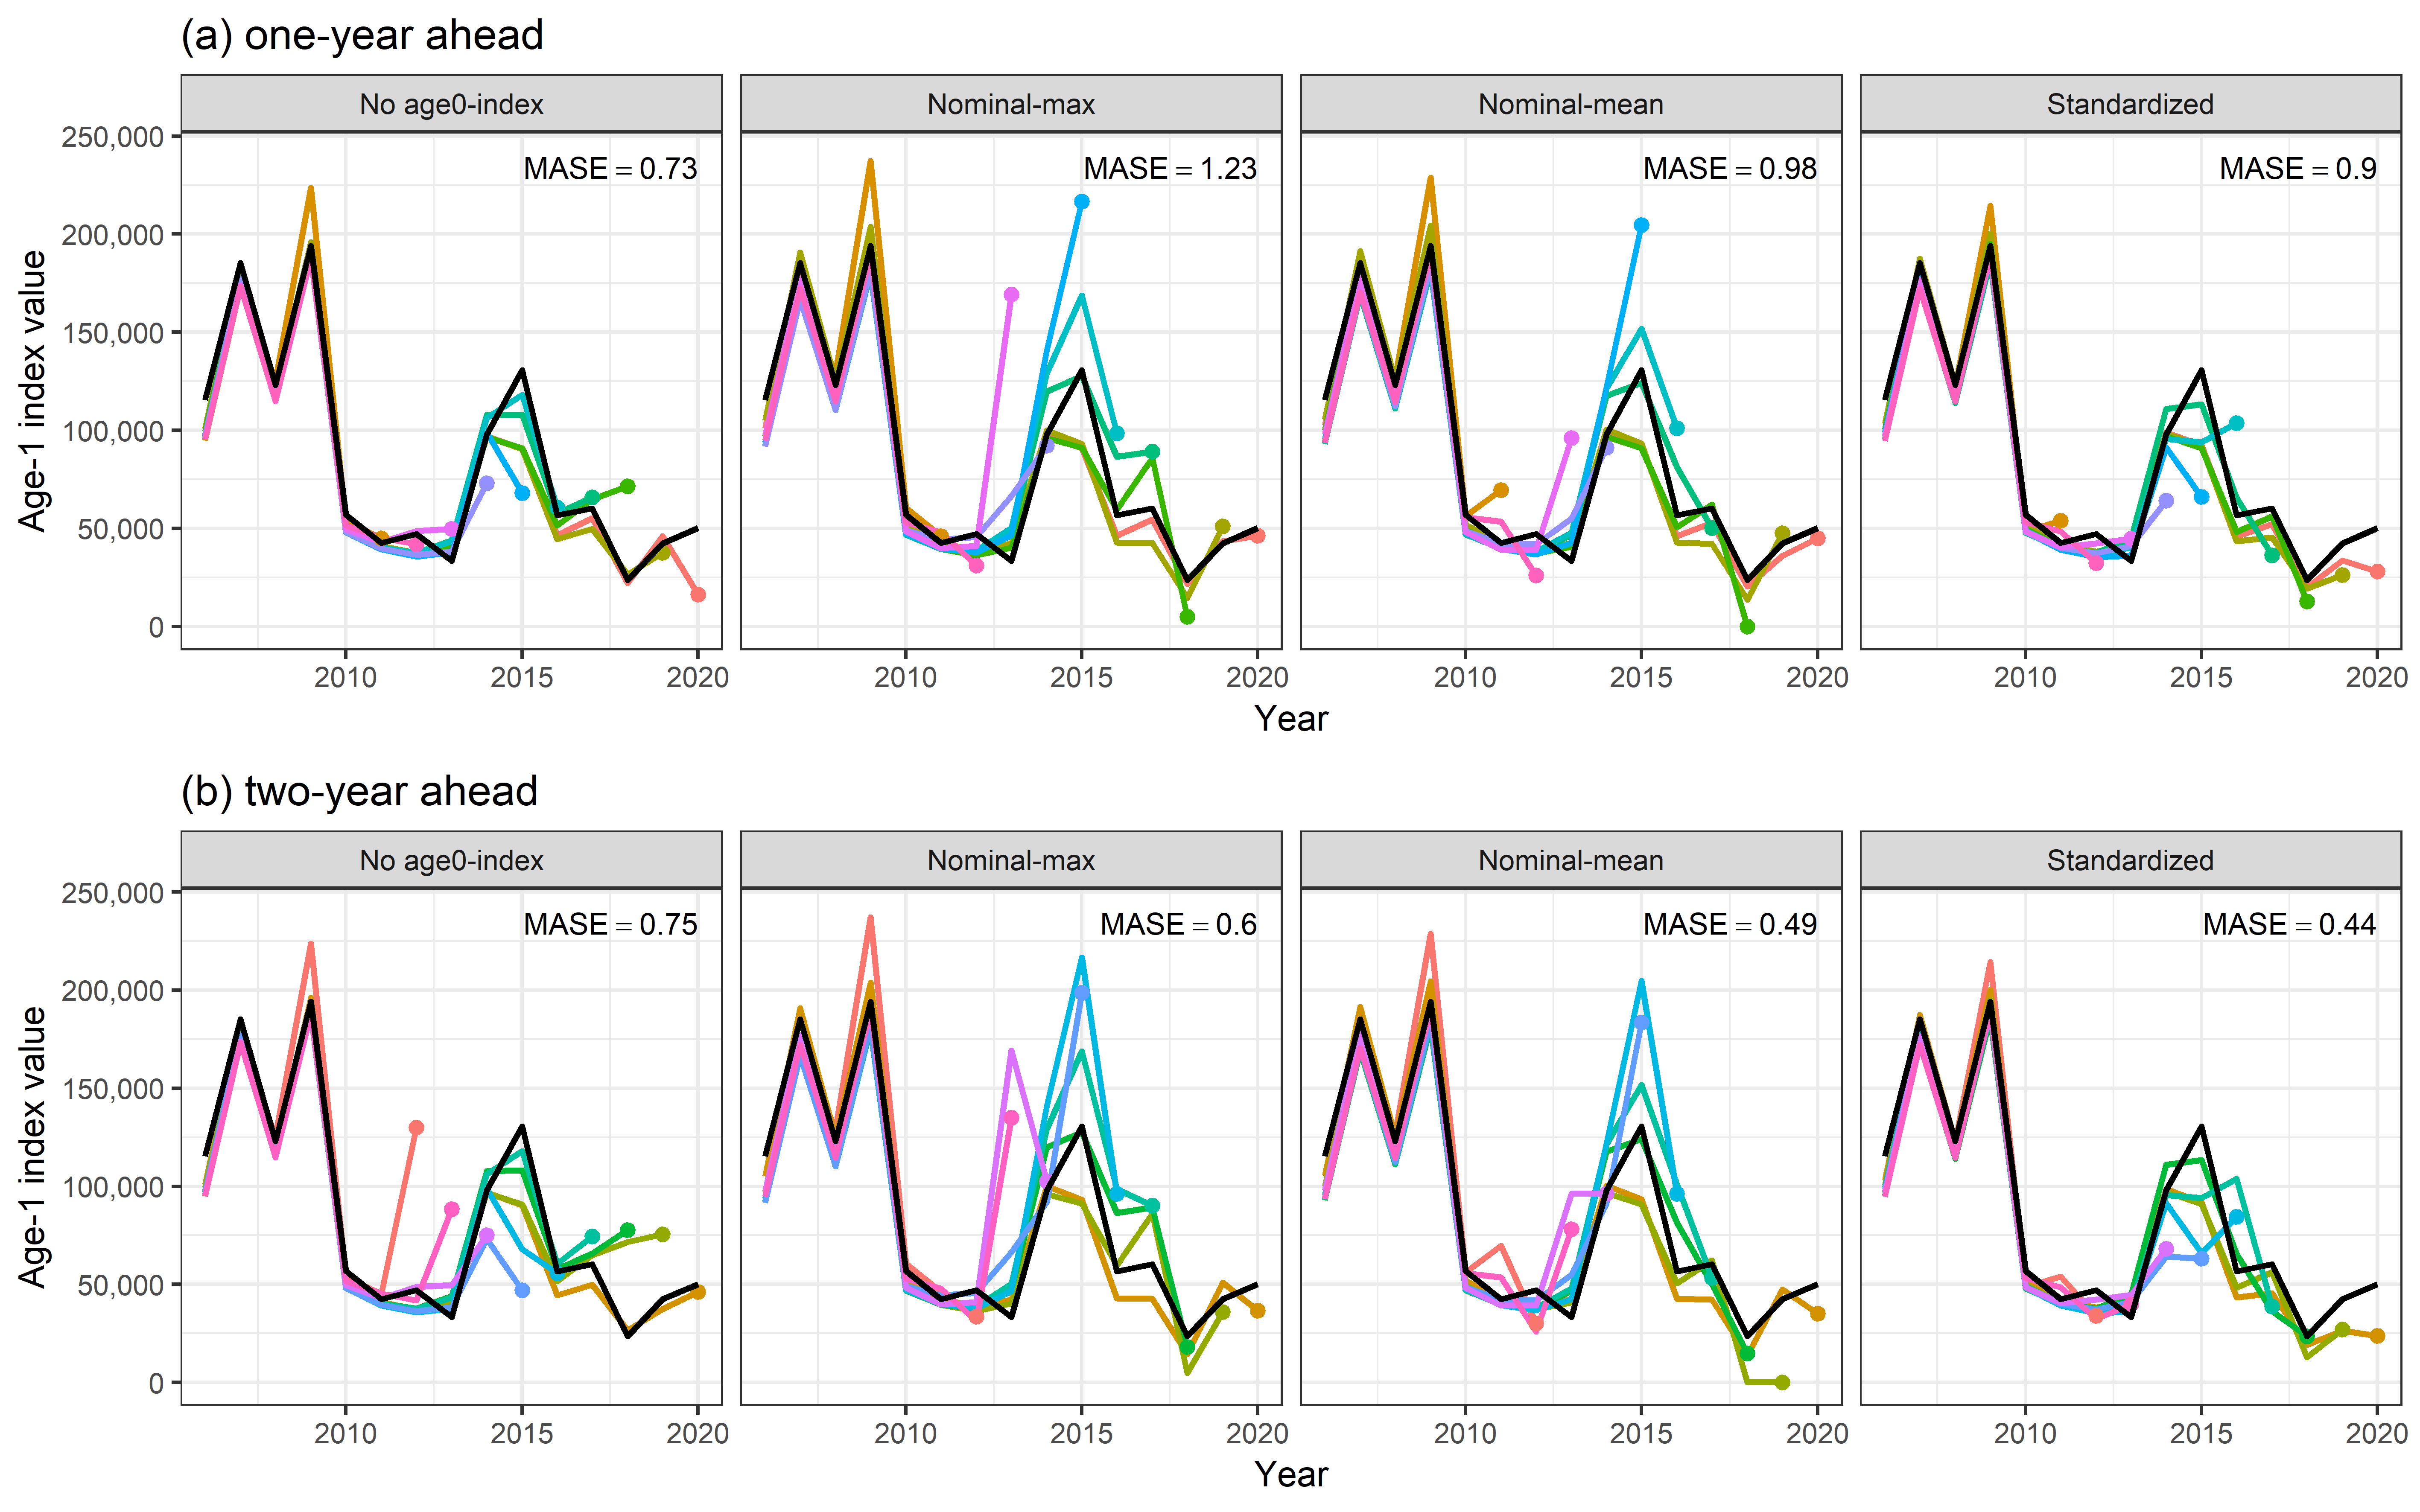 (a) one-year ahead
No age0-index Nominal-max Nominal-mean Standardized
MASE = 0.73 MASE = 1.23 MASE = 0.98 MASE = 0.9
Age-1 index value
250,000
200,000
150,000
100,000
50,000
0
2010 2015 2020 2010 2015 2020 2010 2015 2020 2010 2015 2020
Year
(b) two-year ahead
No age0-index Nominal-max Nominal-mean Standardized
MASE = 0.75 MASE = 0.6 MASE = 0.49 MASE = 0.44
Age-1 index value
250,000
200,000
150,000
100,000
50,000
0
2010 2015 2020 2010 2015 2020 2010 2015 2020 2010 2015 2020
Year